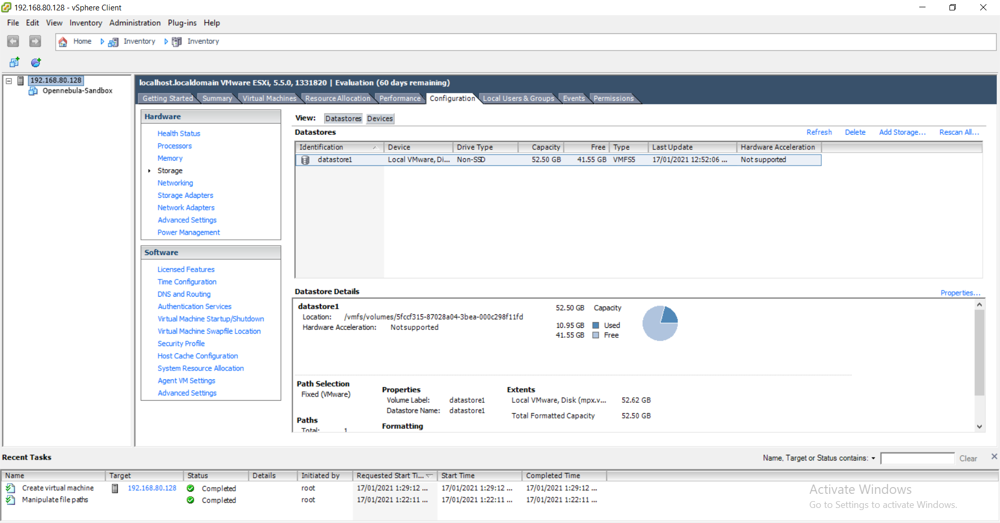 192.168.80.128 - vSphere Client
File Edit View Inventory Administration Plug-ins Help
Home Inventory Inventory
192.168.80.128
Opennebula-Sandbox
localhost.localdomain VMware ESXi, 5.5.0, 1331820 | Evaluation (60 days remaining)
Getting Started Summary Virtual Machines Resource Allocation Performance Configuration Local Users & Groups Events Permissions
Hardware
Health Status
Processors
Memory
Storage
Networking
Storage Adapters
Network Adapters
Advanced Settings
Power Management
Software
Licensed Features
Time Configuration
DNS and Routing
Authentication Services
Virtual Machine Startup/Shutdown
Virtual Machine Swapfile Location
Security Profile
Host Cache Configuration
System Resource Allocation
Agent VM Settings
Advanced Settings
View: Datastores Devices
Datastores Refresh Delete Add Storage... Rescan All...
Identification Device Drive Type Capacity Free Type Last Update Hardware Acceleration
datastore1 Local VMware, Di... Non-SSD 52.50 GB 41.55 GB VMFS5 17/01/2021 12:52:06 ... Not supported
Datastore Details Properties...
datastore1
Location: /vmfs/volumes/5fccf315-87028a04-3bea-000c298f11fd
Hardware Acceleration: Not supported
52.50 GB Capacity
10.95 GB Used
41.55 GB Free
Path Selection
Fixed (VMware)
Paths
Total: 1
Properties
Volume Label: datastore1
Datastore Name: datastore1
Formatting
Extents
Local VMware, Disk (mpx.v... 52.62 GB
Total Formatted Capacity 52.50 GB
Recent Tasks Name, Target or Status contains: Clear
Name Target Status Details Initiated by Requested Start Ti... Start Time Completed Time
Create virtual machine 192.168.80.128 Completed root 17/01/2021 1:29:12 ... 17/01/2021 1:29:12 ... 17/01/2021 1:29:12 ...
Manipulate file paths Completed root 17/01/2021 1:22:11 ... 17/01/2021 1:22:11 ... 17/01/2021 1:22:11 ...
Activate Windows
Go to Settings to activate Windows.